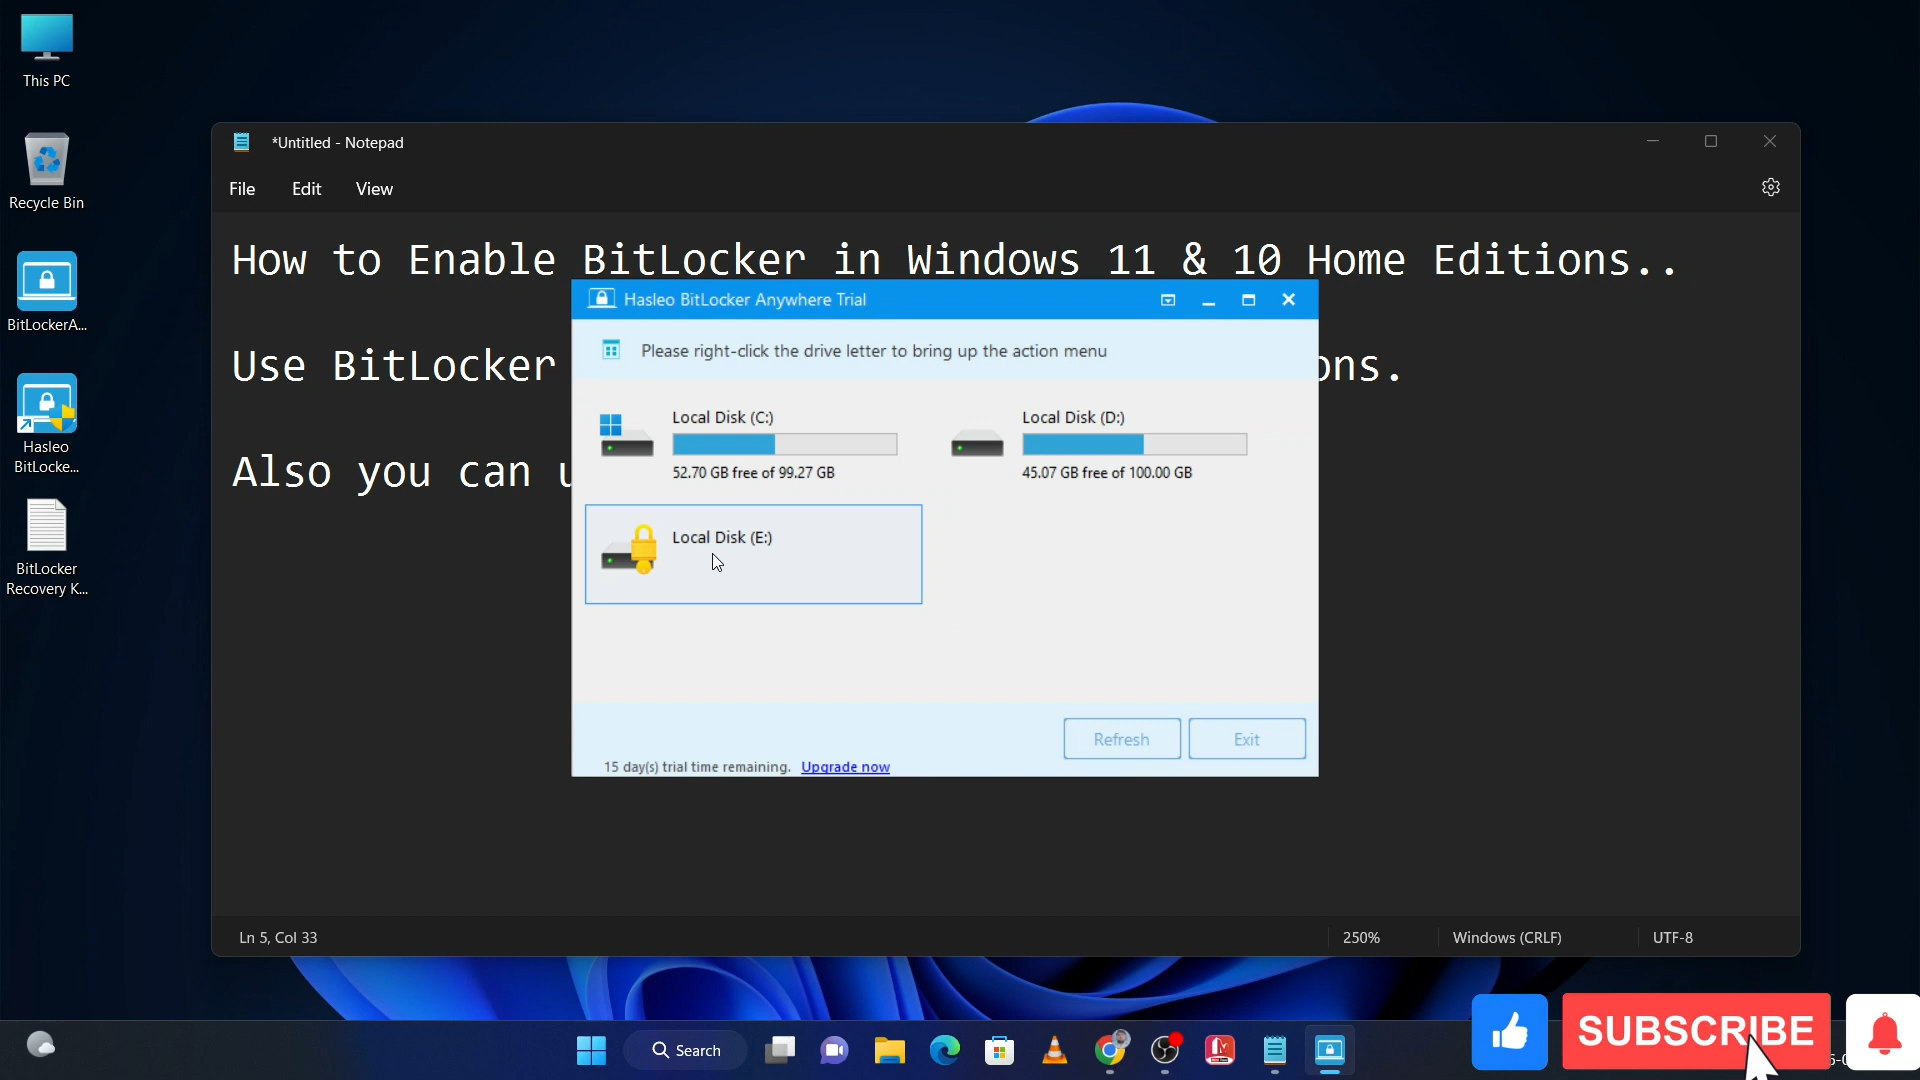 This PC
Recycle Bin
BitLockerA...
Hasleo
BitLocke...
BitLocker
Recovery K...
*Untitled - Notepad
File Edit View
How to Enable BitLocker in Windows 11 & 10 Home Editions..
Use BitLocker
Also you can
Hasleo BitLocker Anywhere Trial
Please right-click the drive letter to bring up the action menu
Local Disk (C:)
52.70 GB free of 99.27 GB
Local Disk (D:)
45.07 GB free of 100.00 GB
Local Disk (E:)
Refresh Exit
15 day(s) trial time remaining. Upgrade now
Ln 5, Col 33
250%
Windows (CRLF)
UTF-8
Search
SUBSCRIBE